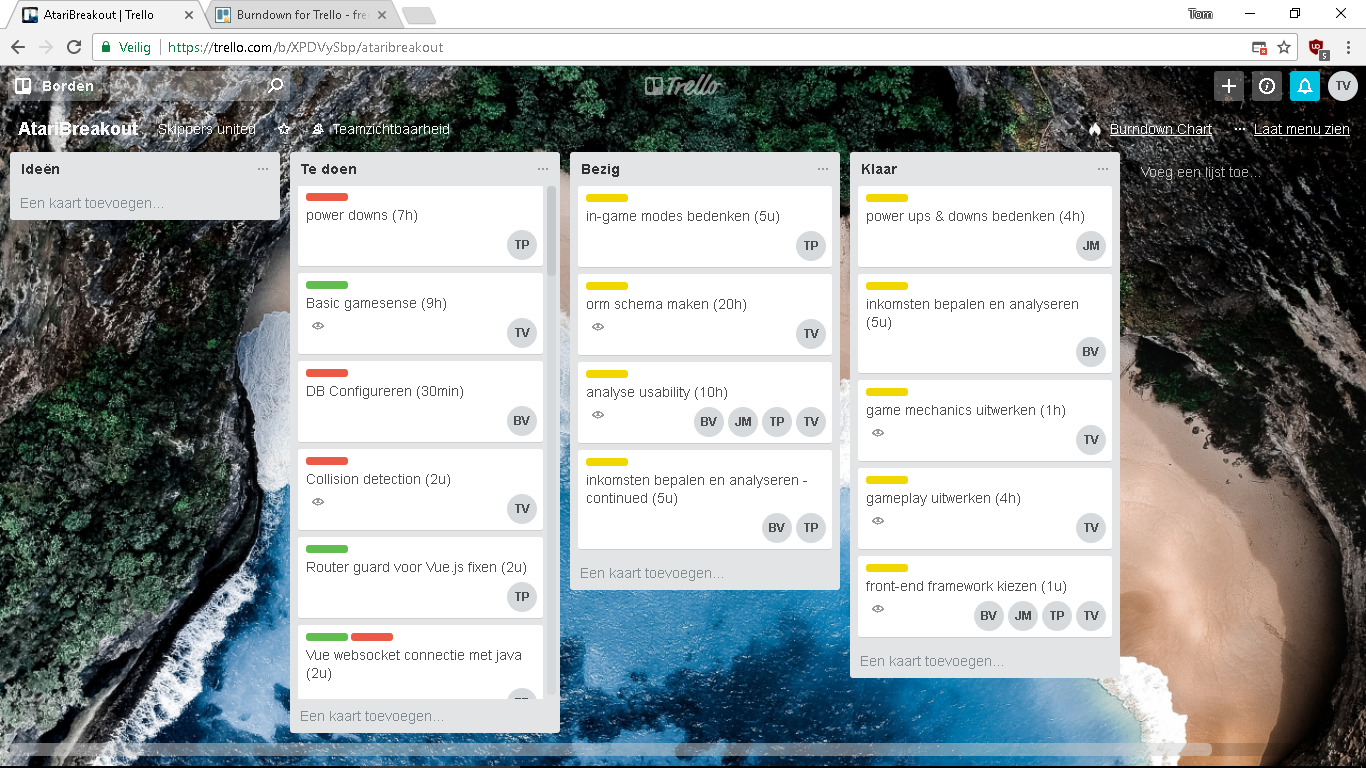 AtariBreakout | Trello
Burndown for Trello - fre
Tom
Veilig
https://trello.com/b/XPDVySbp/ataribreakout
5
Borden
Trello
TV
AtariBreakout
Skippers united
Teamzichtbaarheid
Burndown Chart
... Laat menu zien
Ideën
Een kaart toevoegen...
Te doen
power downs (7h)
TP
Basic gamesense (9h)
TV
DB Configureren (30min)
BV
Collision detection (2u)
TV
Router guard voor Vue.js fixen (2u)
TP
Vue websocket connectie met java
(2u)
Een kaart toevoegen...
Bezig
in-game modes bedenken (5u)
TP
orm schema maken (20h)
TV
analyse usability (10h)
BV JM TP TV
inkomsten bepalen en analyseren -
continued (5u)
BV TP
Een kaart toevoegen...
Klaar
power ups & downs bedenken (4h)
JM
inkomsten bepalen en analyseren
(5u)
BV
game mechanics uitwerken (1h)
TV
gameplay uitwerken (4h)
TV
front-end framework kiezen (1u)
BV JM TP TV
Een kaart toevoegen...
Voeg een lijst toe...